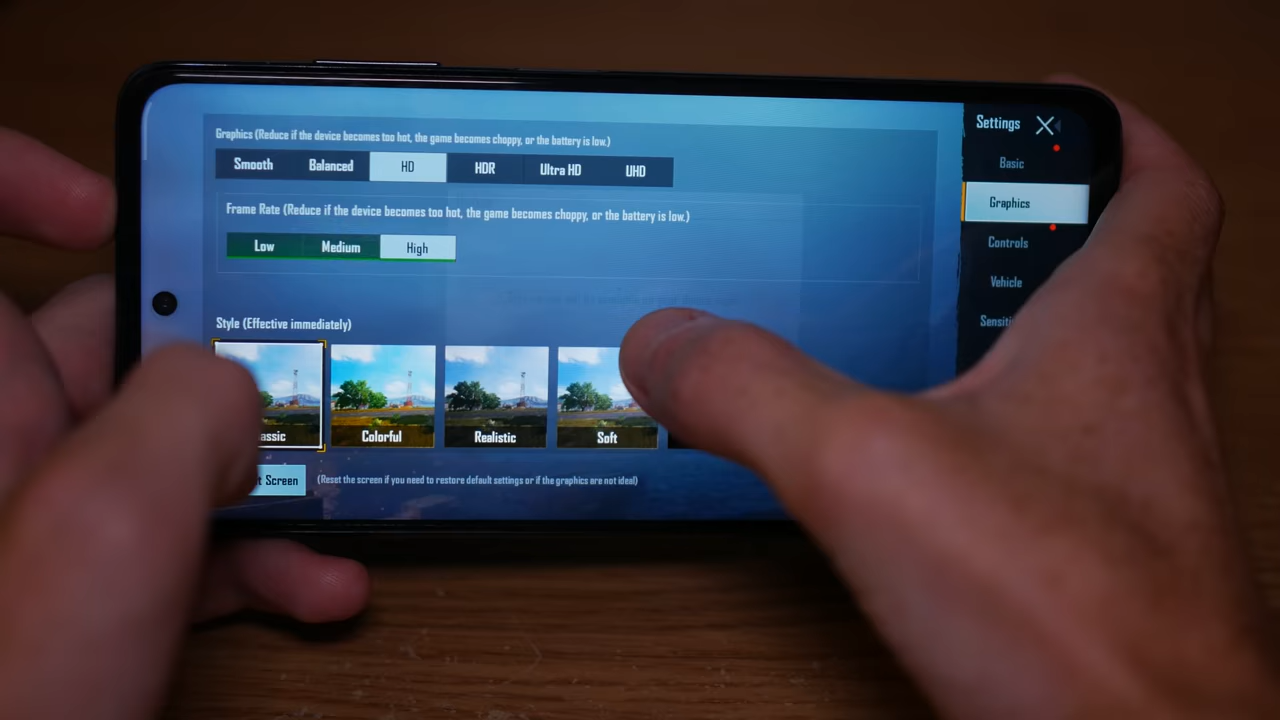 Graphics (Reduce if the device becomes too hot, the game becomes choppy, or the battery is low.)
Smooth Balanced HD HDR Ultra HD UHD
Frame Rate (Reduce if the device becomes too hot, the game becomes choppy, or the battery is low.)
Low Medium High
Style (Effective immediately)
assic Colorful Realistic Soft
t Screen (Reset the screen if you need to restore default settings or if the graphics are not ideal)
Settings X
Basic
Graphics
Controls
Vehicle
Sensiti